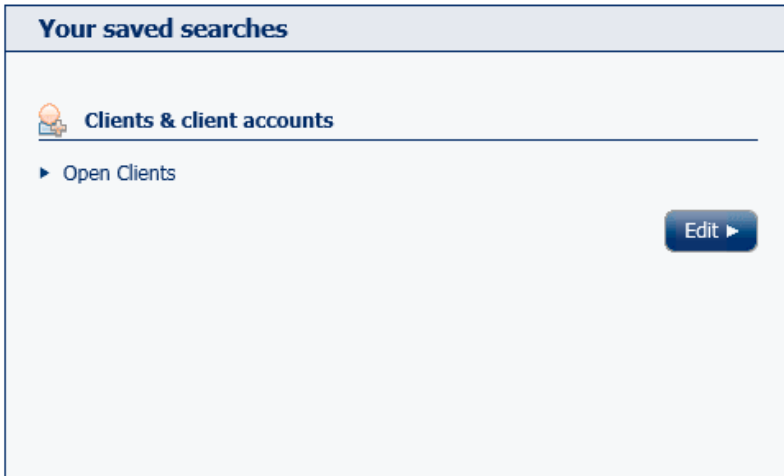 Your saved searches
Clients & client accounts
Open Clients
Edit